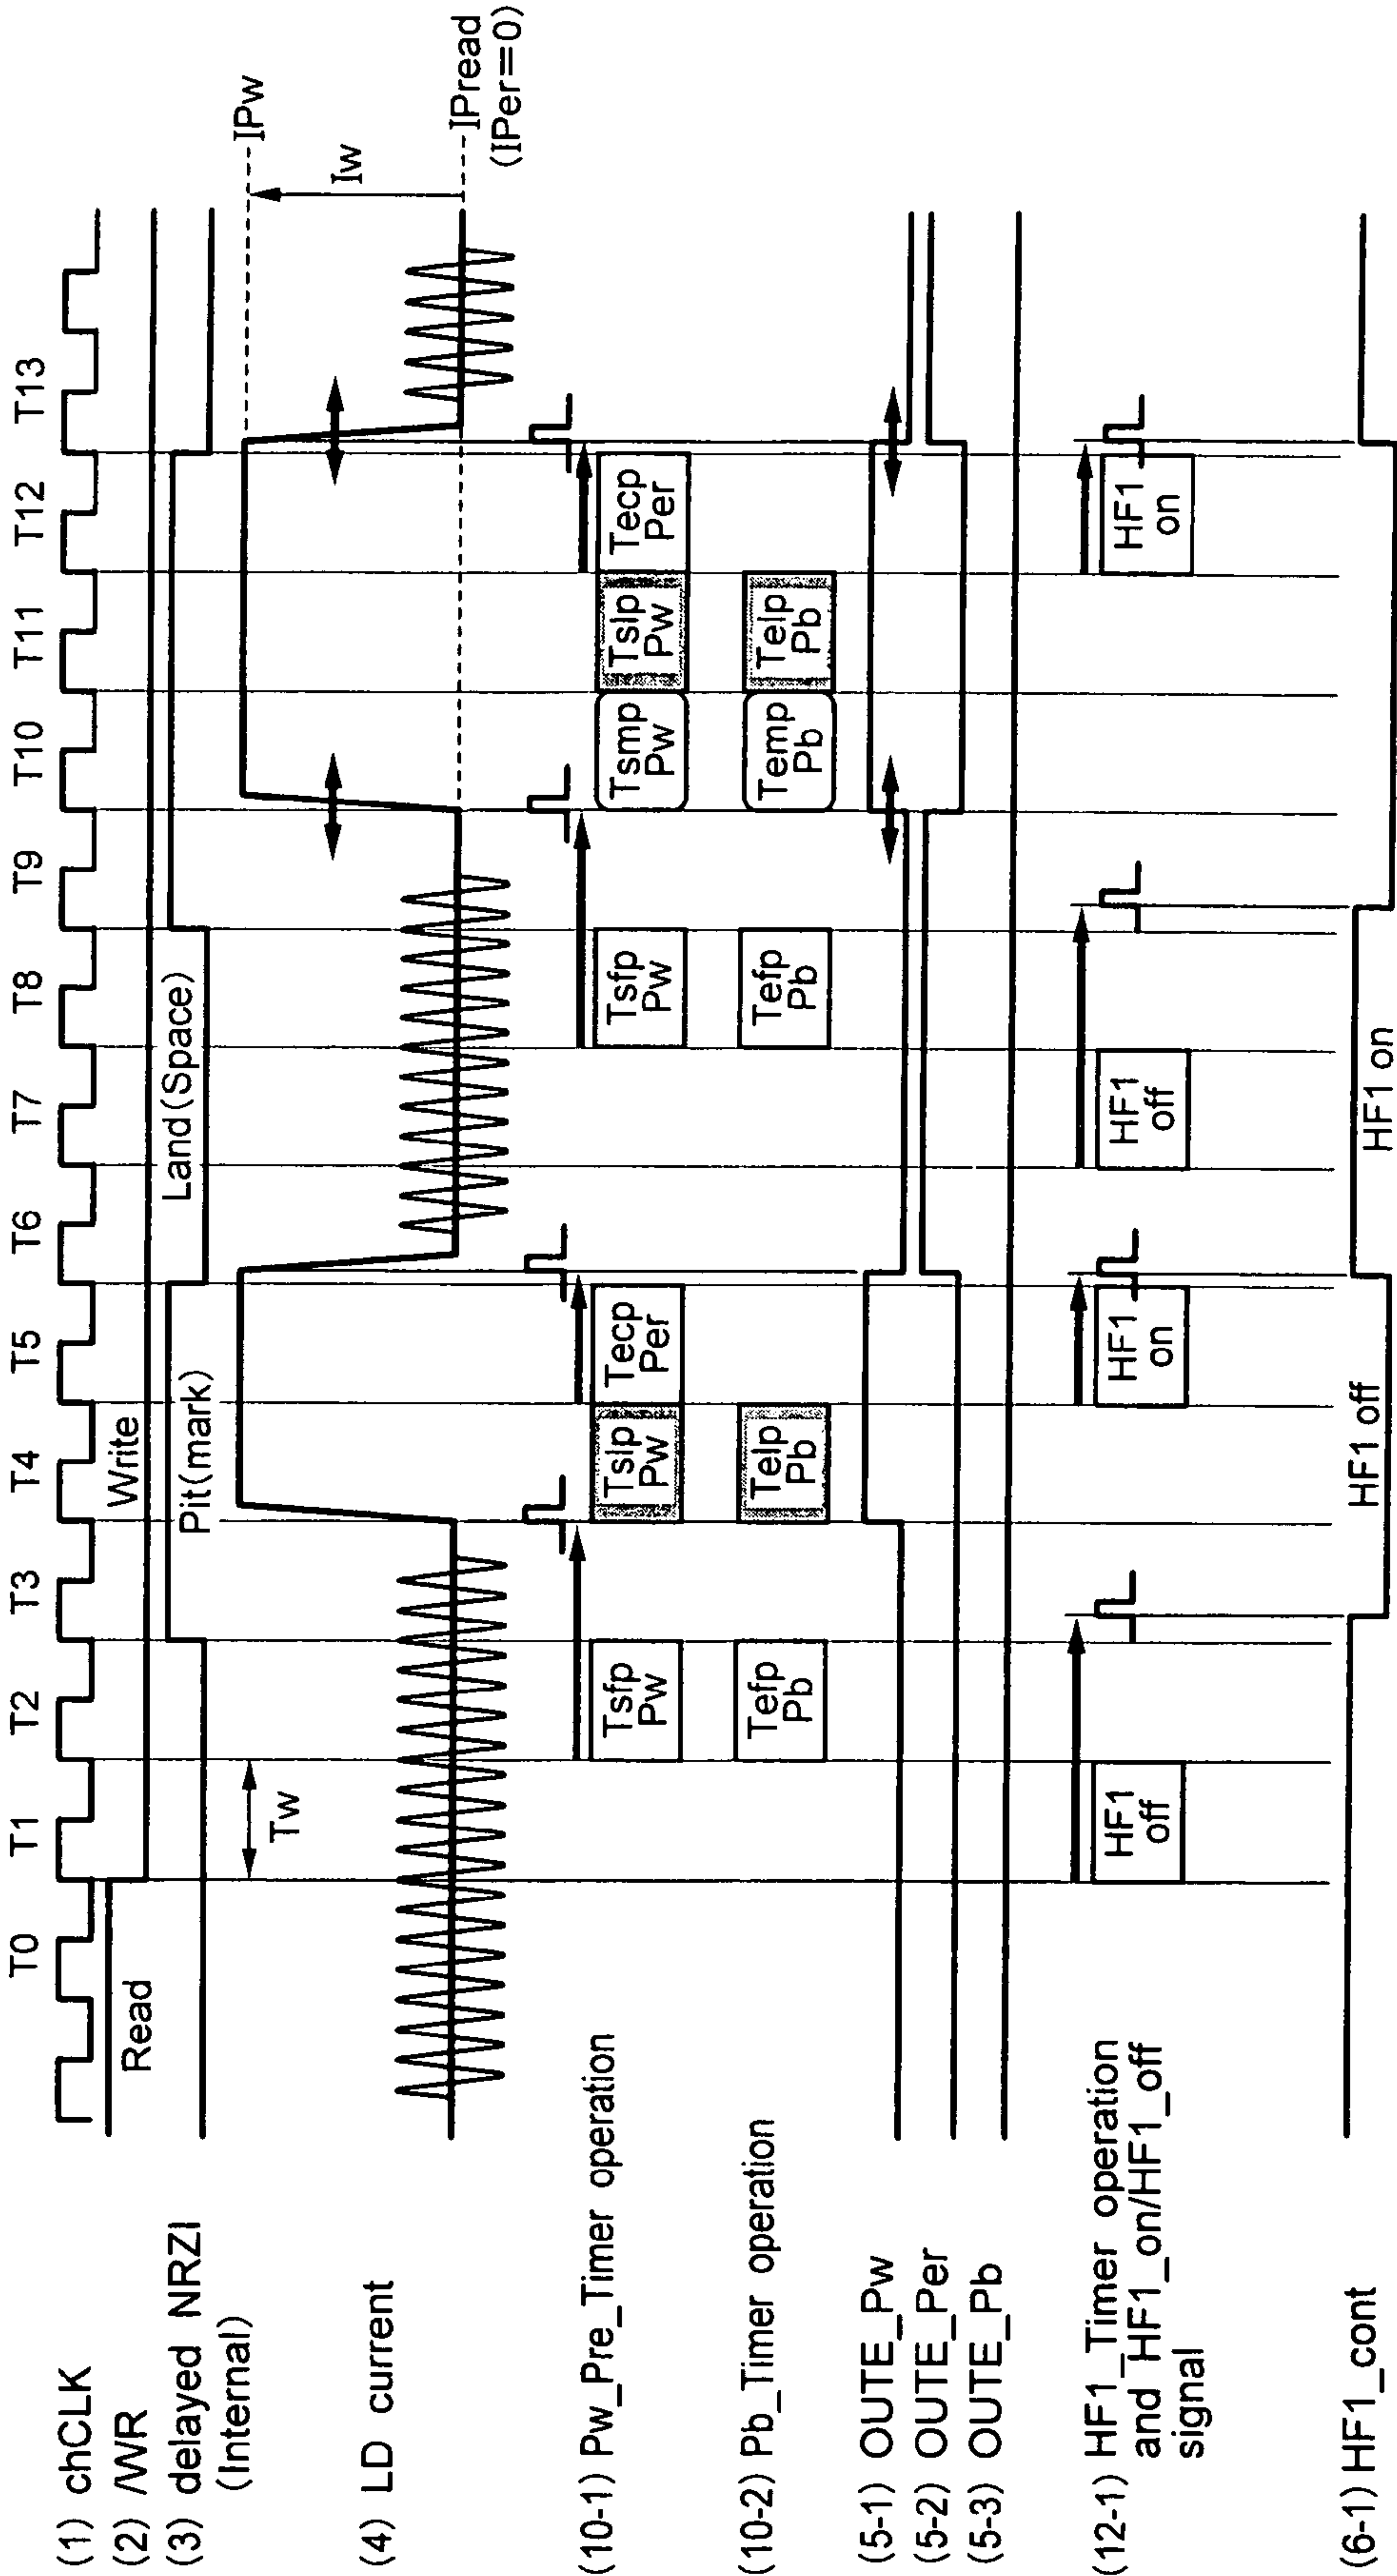 T0 T1 T2 T3 T4 T5 T6 T7 T8 T9 T10 T11 T12 T13
(1) chCLK
(2) /WR
Read
Write
(3) delayed NRZI
(Internal)
Pit(mark)
Land(Space)
Tw
IPw
Iw
(4) LD current
IPread
(IPer=0)
(10-1) Pw_Pre_Timer operation
Tsfp
Pw
Tslp
Pw
Tecp
Per
Tsfp
Pw
Tsmp
Pw
Tslp
Pw
Tecp
Per
(10-2) Pb_Timer operation
Tefp
Pb
Telp
Pb
Tefp
Pb
Temp
Pb
Telp
Pb
(5-1) OUTE_Pw
(5-2) OUTE_Per
(5-3) OUTE_Pb
(12-1) HF1_Timer operation
and HF1_on/HF1_off
signal
HF1
off
HF1
on
HF1
off
HF1
on
(6-1) HF1_cont
HF1 off
HF1 on